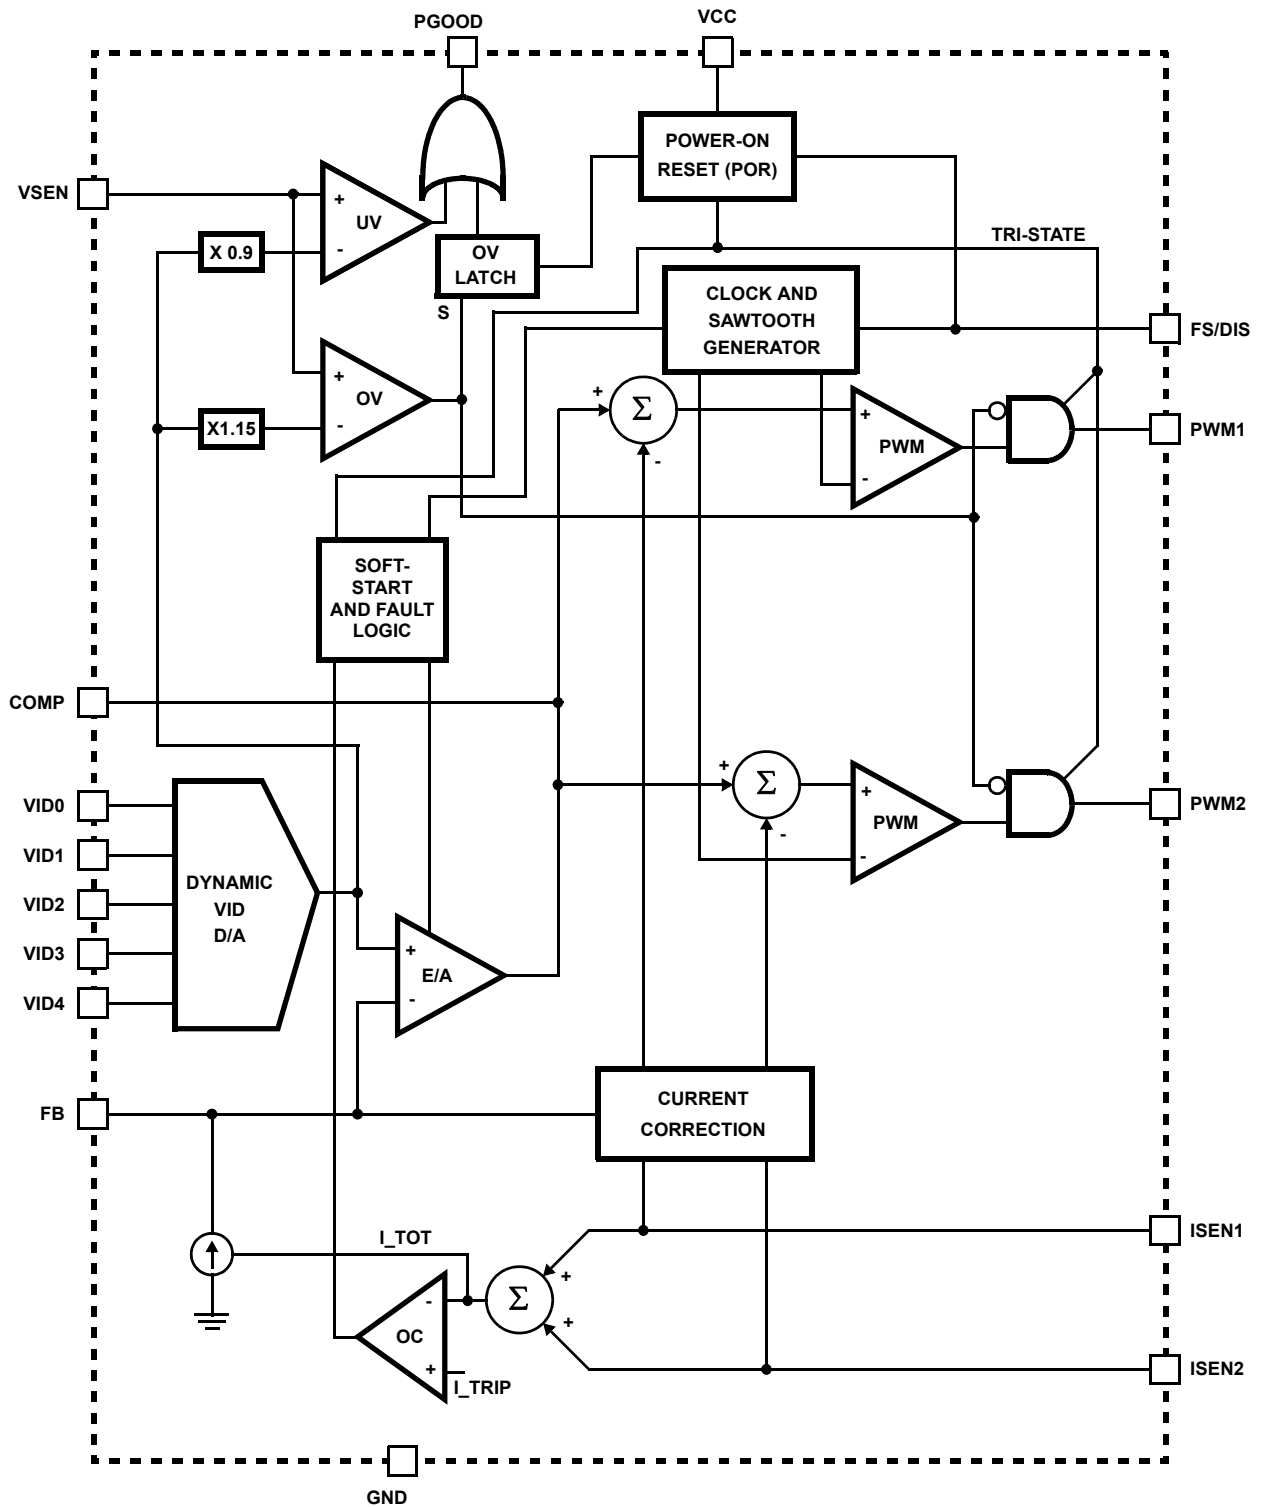 PGOOD
VCC
POWER-ON
RESET (POR)
VSEN
+
UV
-
X 0.9
OV
LATCH
S
TRI-STATE
CLOCK AND
SAWTOOTH
GENERATOR
FS/DIS
+
OV
-
X1.15
+
Σ
-
+
PWM
-
PWM1
SOFT-
START
AND FAULT
LOGIC
COMP
+
Σ
-
+
PWM
-
PWM2
VID0
VID1
VID2
VID3
VID4
DYNAMIC
VID
D/A
+
E/A
-
FB
CURRENT
CORRECTION
I_TOT
ISEN1
+
Σ
+
-
OC
+
I_TRIP
ISEN2
GND